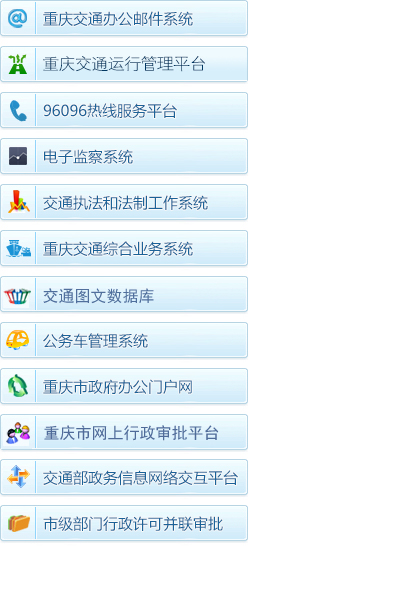 重庆交通办公邮件系统
重庆交通运行管理平台
96096热线服务平台
电子监察系统
交通执法和法制工作系统
重庆交通综合业务系统
交通图文数据库
公务车管理系统
重庆市政府办公门户网
重庆市网上行政审批平台
交通部政务信息网络交互平台
市级部门行政许可并联审批